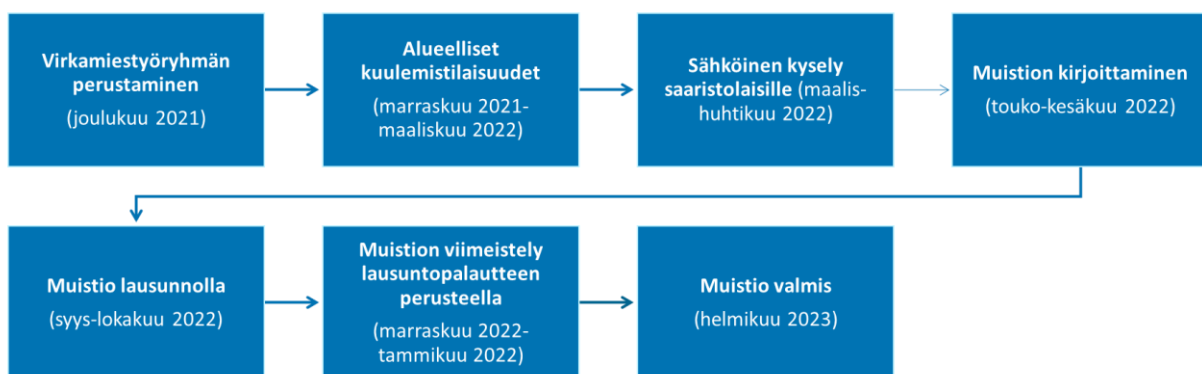 Virkamiestyöryhmän
perustaminen
(joulukuu 2021)
Alueelliset
kuulemistilaisuudet
(marraskuu 2021-
maaliskuu 2022)
Sähköinen kysely
saaristolaisille (maalis-
huhtikuu 2022)
Muistion kirjoittaminen
(touko-kesäkuu 2022)
Muistio lausunnolla
(syys-lokakuu 2022)
Muistion viimeistely
lausuntopalautteen
perusteella
(marraskuu 2022-
tammikuu 2022)
Muistio valmis
(helmikuu 2023)